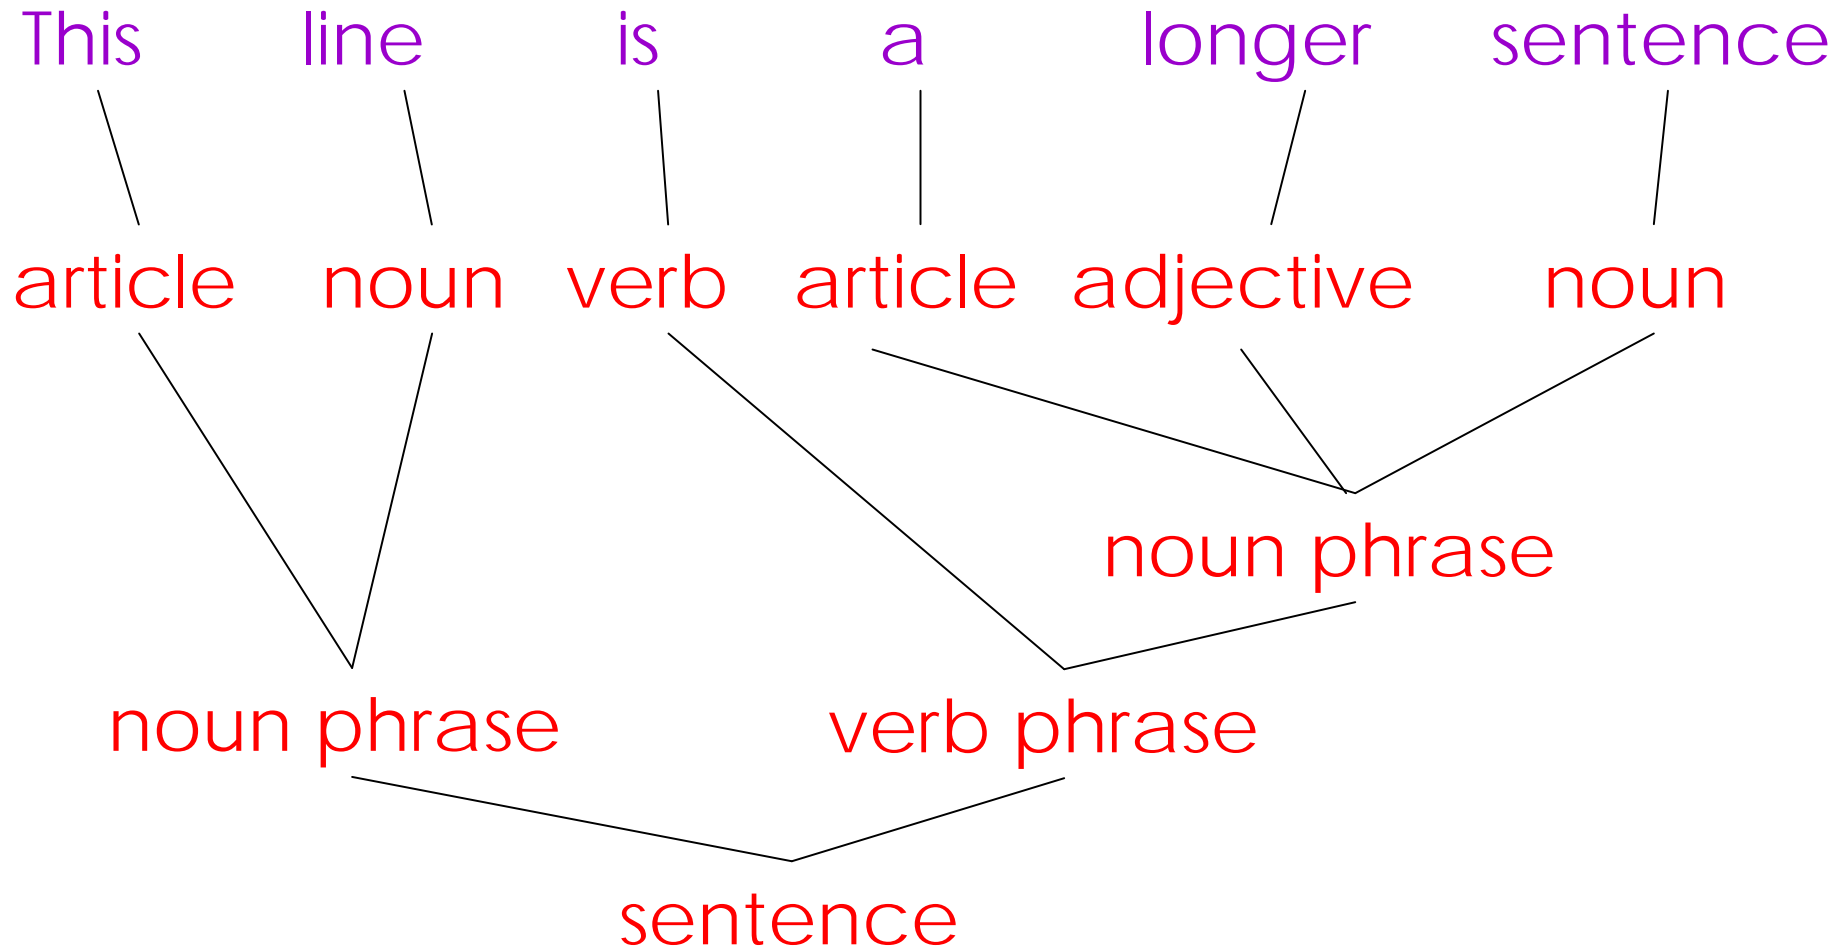 This line is a longer sentence
article noun verb article adjective noun
noun phrase
noun phrase verb phrase
sentence